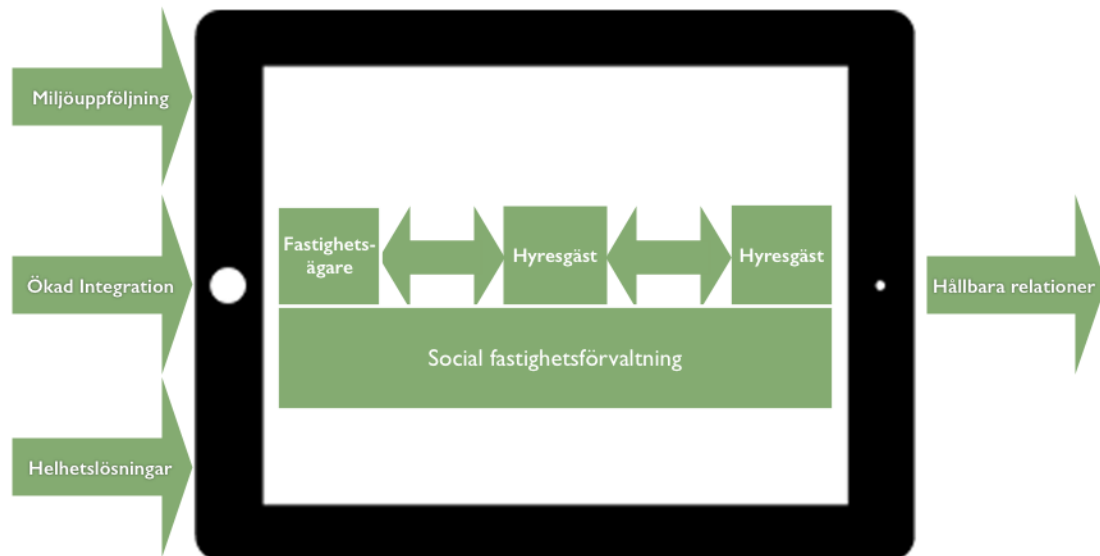 Miljöuppföljning
Ökad Integration
Helhetslösningar
Fastighets-
ägare
Hyresgäst
Hyresgäst
Social fastighetsförvaltning
Hållbara relationer